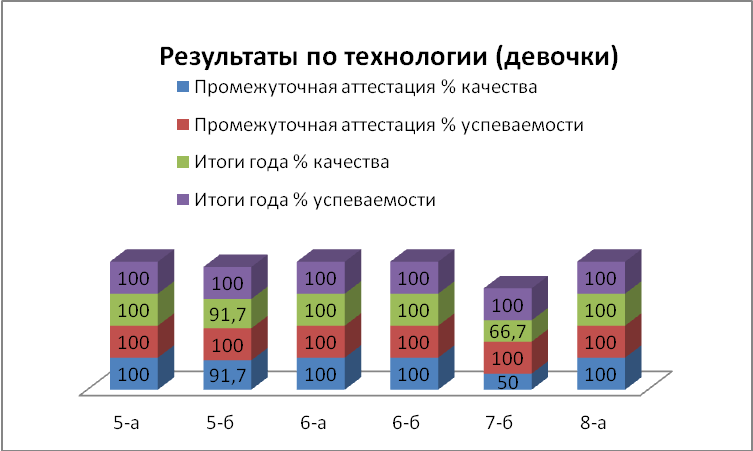 Результаты по технологии (девочки)
Промежуточная аттестация % качества
Промежуточная аттестация % успеваемости
Итоги года % качества
Итоги года % успеваемости
100 100 100 100 100 100
100 91,7 100 100 66,7 100
100 100 100 100 100 100
100 91,7 100 100 50 100
5-а 5-б 6-а 6-б 7-б 8-а